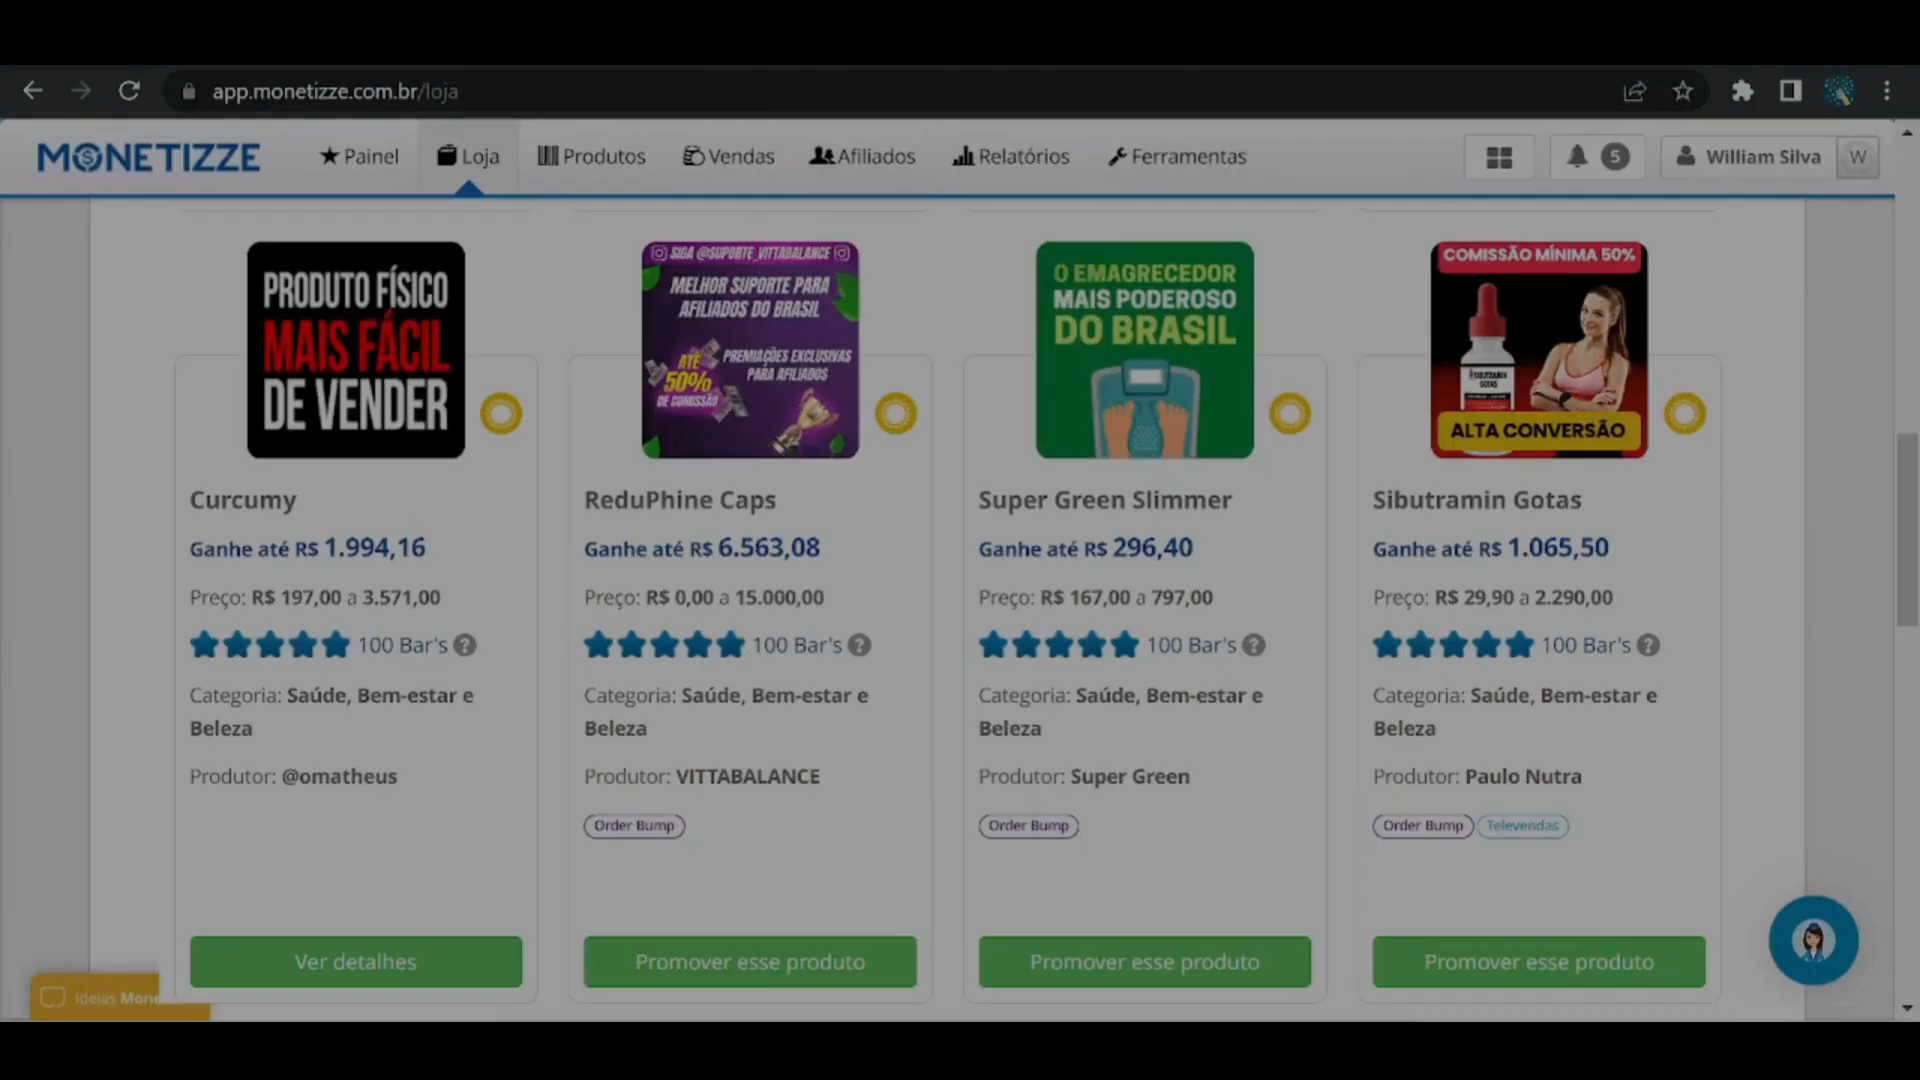 app.monetizze.com.br/loja
MONETIZZE
Painel
Loja
Produtos
Vendas
Afiliados
Relatórios
Ferramentas
5
William Silva
W
PRODUTO FÍSICO
MAIS FÁCIL
DE VENDER
Curcumy
Ganhe até R$ 1.994,16
Preço: R$ 197,00 a 3.571,00
100 Bar's ?
Categoria: Saúde, Bem-estar e
Beleza
Produtor: @omatheus
Ver detalhes
SIGA @SUPORTE_VITTABALANCE
MELHOR SUPORTE PARA
AFILIADOS DO BRASIL
ATÉ
50%
DE COMISSÃO
PREMIAÇÕES EXCLUSIVAS
PARA AFILIADOS
ReduPhine Caps
Ganhe até R$ 6.563,08
Preço: R$ 0,00 a 15.000,00
100 Bar's ?
Categoria: Saúde, Bem-estar e
Beleza
Produtor: VITTABALANCE
Order Bump
Promover esse produto
O EMAGRECEDOR
MAIS PODEROSO
DO BRASIL
Super Green Slimmer
Ganhe até R$ 296,40
Preço: R$ 167,00 a 797,00
100 Bar's ?
Categoria: Saúde, Bem-estar e
Beleza
Produtor: Super Green
Order Bump
Promover esse produto
COMISSÃO MÍNIMA 50%
SIBUTRAMIN
GOTAS
ALTA CONVERSÃO
Sibutramin Gotas
Ganhe até R$ 1.065,50
Preço: R$ 29,90 a 2.290,00
100 Bar's ?
Categoria: Saúde, Bem-estar e
Beleza
Produtor: Paulo Nutra
Order Bump
Televendas
Promover esse produto
Ideias Mone